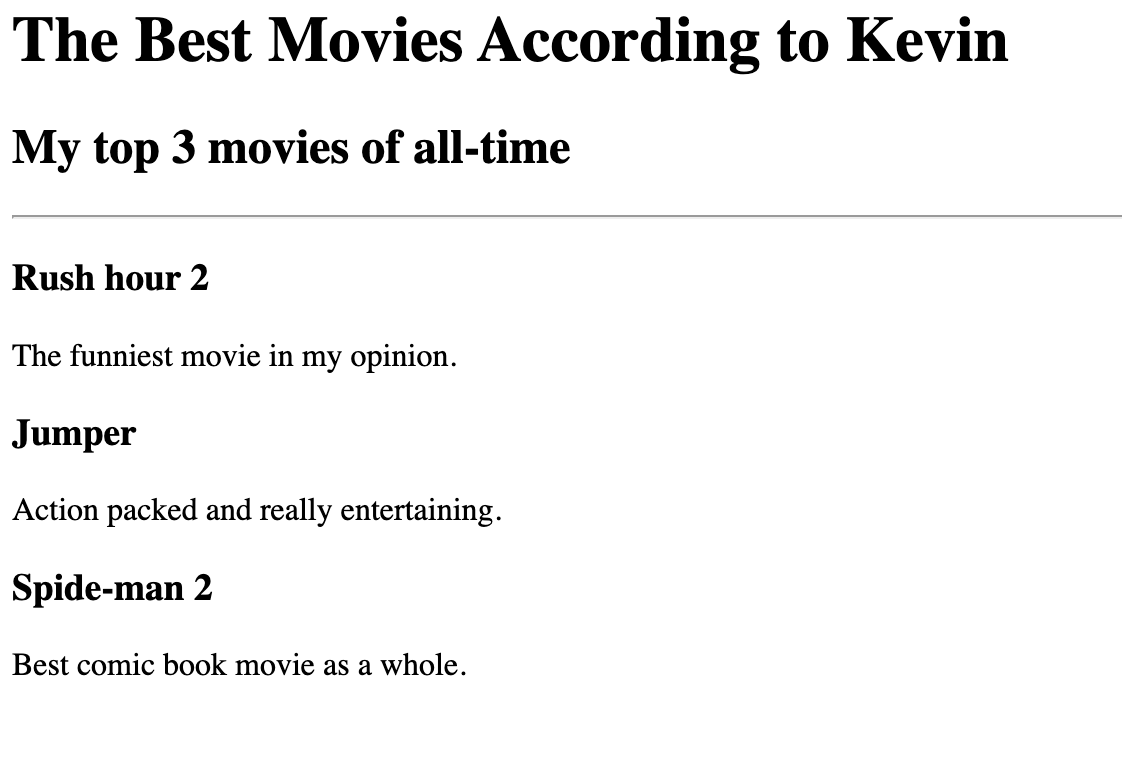 The Best Movies According to Kevin
My top 3 movies of all-time
Rush hour 2
The funniest movie in my opinion.
Jumper
Action packed and really entertaining.
Spide-man 2
Best comic book movie as a whole.